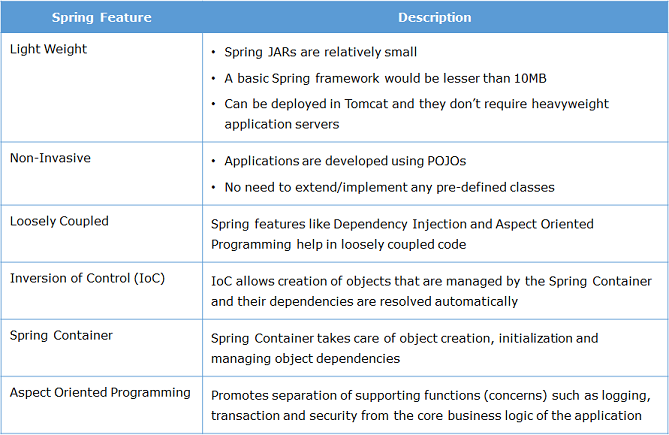 Spring Feature
Description
Light Weight
• Spring JARs are relatively small
• A basic Spring framework would be lesser than 10MB
• Can be deployed in Tomcat and they don’t require heavyweight
application servers
Non-Invasive
• Applications are developed using POJOs
• No need to extend/implement any pre-defined classes
Loosely Coupled
Spring features like Dependency Injection and Aspect Oriented
Programming help in loosely coupled code
Inversion of Control (IoC)
IoC allows creation of objects that are managed by the Spring Container
and their dependencies are resolved automatically
Spring Container
Spring Container takes care of object creation, initialization and
managing object dependencies
Aspect Oriented Programming
Promotes separation of supporting functions (concerns) such as logging,
transaction and security from the core business logic of the application